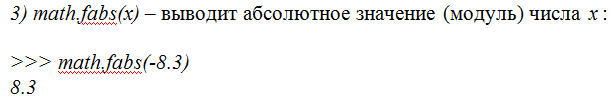 3) math.fabs(x) – выводит абсолютное значение (модуль) числа x :
>>> math.fabs(-8.3)
8.3